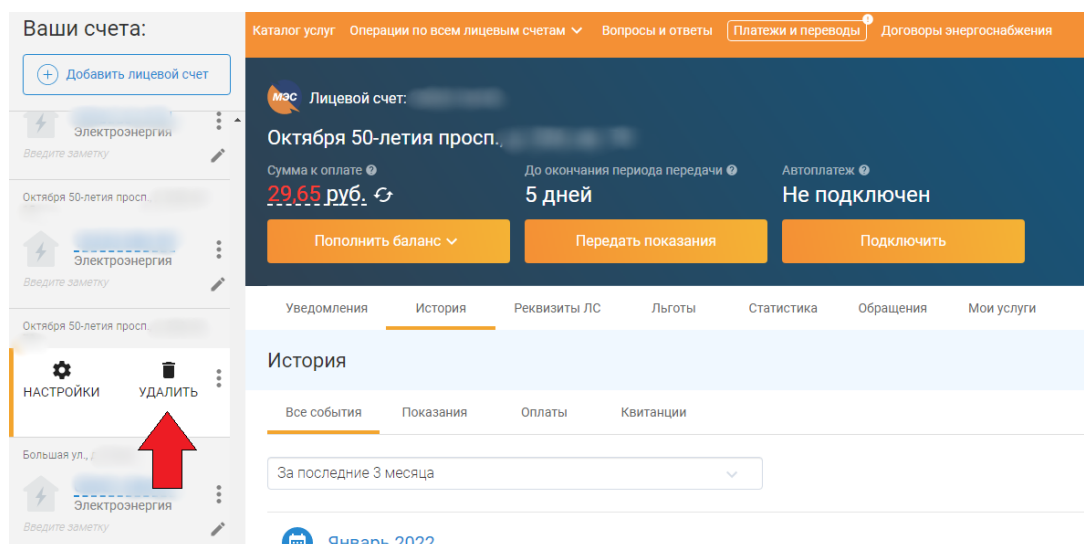 Ваши счета:
Добавить лицевой счет
Электроэнергия
Введите заметку
Октября 50-летия просп.,
Электроэнергия
Введите заметку
Октября 50-летия просп.
НАСТРОЙКИ УДАЛИТЬ
Большая ул.,
Электроэнергия
Введите заметку
Каталог услуг Операции по всем лицевым счетам Вопросы и ответы Платежи и переводы Договоры энергоснабжения
мэс Лицевой счет:
Октября 50-летия просп.,
Сумма к оплате До окончания периода передачи Автоплатеж
29,65 руб. 5 дней Не подключен
Пополнить баланс Передать показания Подключить
Уведомления История Реквизиты ЛС Льготы Статистика Обращения Мои услуги
История
Все события Показания Оплаты Квитанции
За последние 3 месяца
Январь 2022